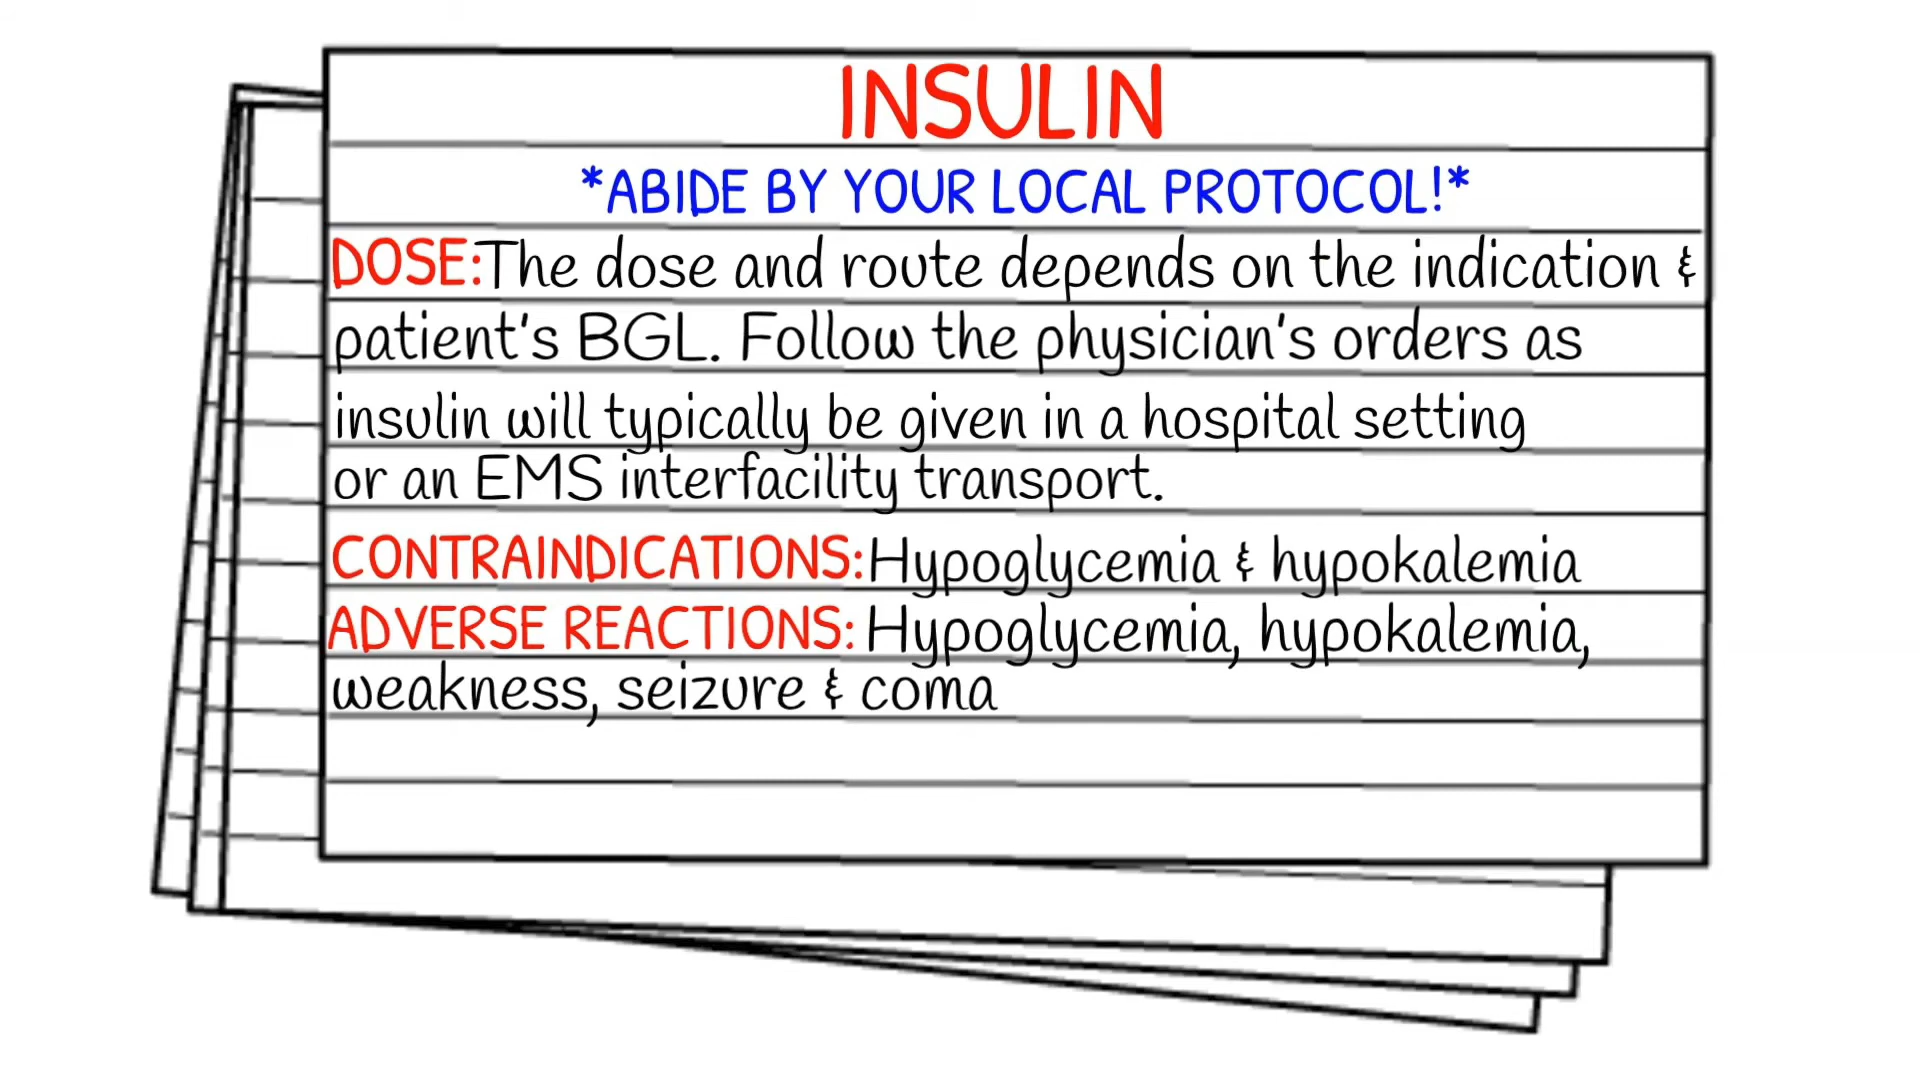 INSULIN
*ABIDE BY YOUR LOCAL PROTOCOL!*
DOSE:The dose and route depends on the indication &
patient's BGL. Follow the physician's orders as
insulin will typically be given in a hospital setting
or an EMS interfacility transport.
CONTRAINDICATIONS:Hypoglycemia & hypokalemia
ADVERSE REACTIONS: Hypoglycemia, hypokalemia,
weakness, seizure & coma